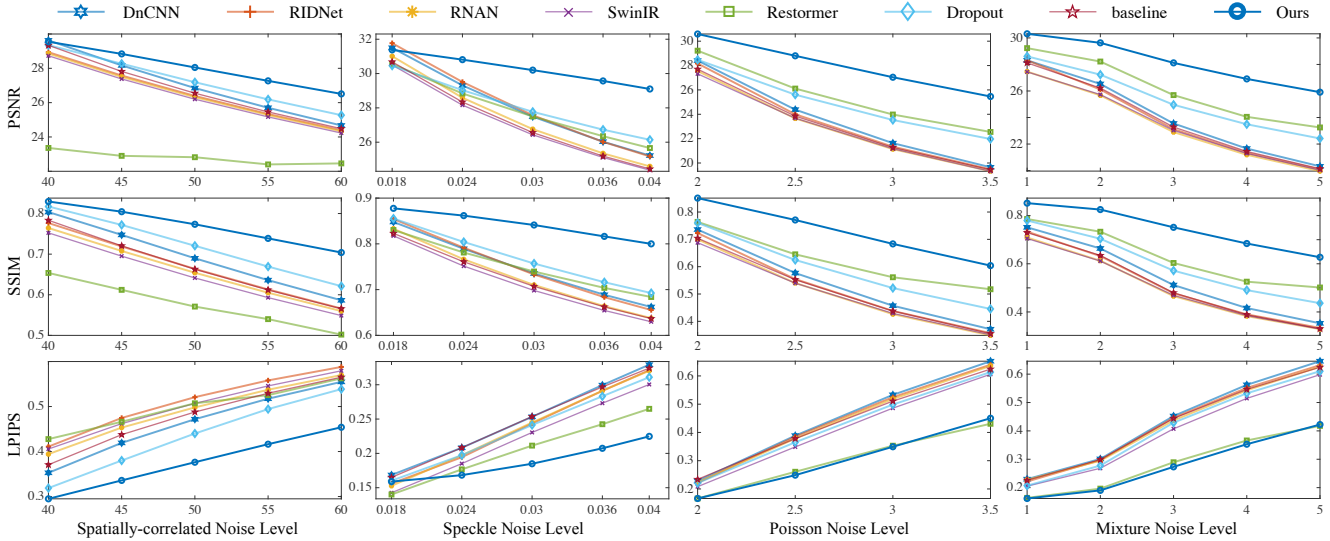 DnCNN RIDNet RNAN SwinIR Restormer Dropout baseline Ours
PSNR
28
26
24
40 45 50 55 60
32
30
28
26
0.018 0.024 0.03 0.036 0.04
30
28
26
24
22
20
2 2.5 3 3.5
30
26
22
1 2 3 4 5
SSIM
0.8
0.7
0.6
0.5
40 45 50 55 60
0.9
0.8
0.7
0.6
0.018 0.024 0.03 0.036 0.04
0.8
0.7
0.6
0.5
0.4
2 2.5 3 3.5
0.8
0.6
0.4
1 2 3 4 5
LPIPS
0.5
0.4
0.3
40 45 50 55 60
0.3
0.25
0.2
0.15
0.018 0.024 0.03 0.036 0.04
0.6
0.5
0.4
0.3
0.2
2 2.5 3 3.5
0.6
0.5
0.4
0.3
0.2
1 2 3 4 5
Spatially-correlated Noise Level Speckle Noise Level Poisson Noise Level Mixture Noise Level